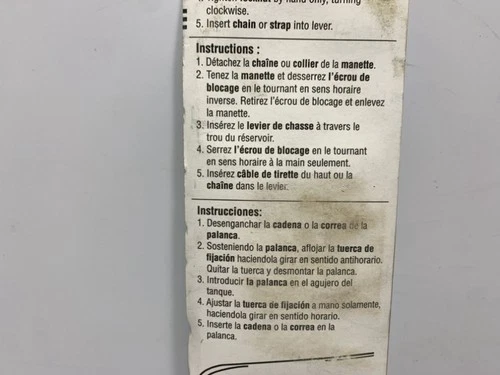 4. Tighten locknut by hand only, turning
clockwise.
5. Insert chain or strap into lever.
Instructions :
1. Détachez la chaîne ou collier de la manette.
2. Tenez la manette et desserrez l'écrou de
blocage en le tournant en sens horaire
inverse. Retirez l'écrou de blocage et enlevez
la manette.
3. Insérez le levier de chasse à travers le
trou du réservoir.
4. Serrez l'écrou de blocage en le tournant
en sens horaire à la main seulement.
5. Insérez câble de tirette du haut ou la
chaîne dans le levier.
Instrucciones:
1. Desenganchar la cadena o la correa de la
palanca.
2. Sosteniendo la palanca, aflojar la tuerca de
fijación haciendola girar en sentido antihorario.
Quitar la tuerca y desmontar la palanca.
3. Introducir la palanca en el agujero del
tanque.
4. Ajustar la tuerca de fijación a mano solamente,
haciendola girar en sentido horario.
5. Inserte la cadena o la correa en la
palanca.